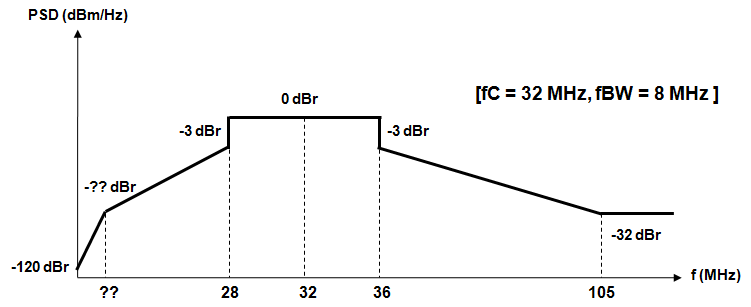 PSD (dBm/Hz)
0 dBr
[fC = 32 MHz, fBW = 8 MHz ]
-3 dBr
-3 dBr
-?? dBr
-32 dBr
-120 dBr
f (MHz)
??
28
32
36
105